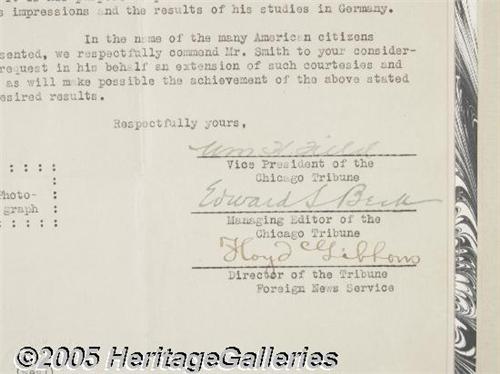 s impressions and the results of his studies in Germany.
In the name of the many American citizens
esented, we respectfully commend Mr. Smith to your consider-
request in his behalf an extension of such courtesies and
as will make possible the achievement of the above stated
esired results.
Respectfully yours,
Wm H Field
Vice President of the
Chicago Tribune
Edward S Beck
Managing Editor of the
Chicago Tribune
Floyd Gibbons
Director of the Tribune
Foreign News Service
Photo-
graph
©2005 HeritageGalleries